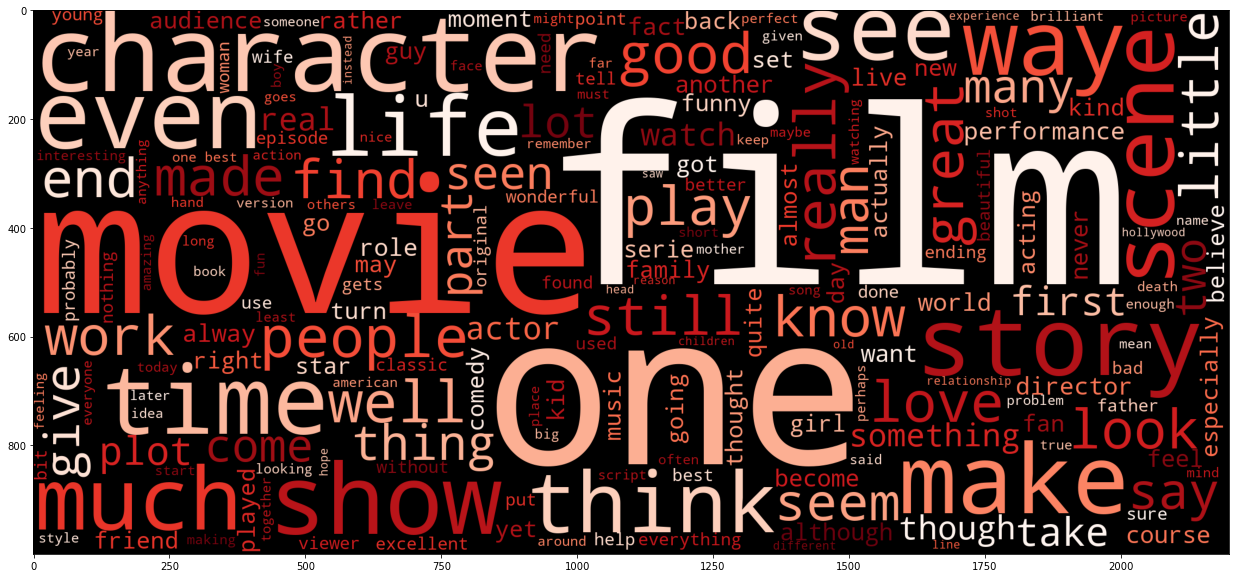 0
young
audience
rather
moment
might
point
back
perfect
see
experience
brilliant
picture
someone
fact
given
way
character
year
wife
woman
boy
instead
guy
face
need
far
tell
good
set
live
new
scene
little
another
must
goes
many
kind
even
real
life
u
lot
funny
really
watching
great
shot
200
episode
nice
remember
watch
keep
maybe
actually
performance
interesting
anything
one best
action
film
got
end
made
find
seen
saw
better
almost
man
beautiful
hand
version
others
leave
wonderful
play
short
name
movie
go
part
original
acting
never
hollywood
believe
400
long
role
serie
mother
ending
two
probably
nothing
amazing
book
fun
may
family
reason
day
gets
found
head
song
death
use
done
world
first
enough
least
turn
still
know
600
work
alway
people
actor
quite
old
story
right
star
used
children
want
mean
bad
today
classic
one
especially
feeling
everyone
give
time
later
idea
american
well
comedy
place
kid
music
going
thought
perhaps
love
relationship
director
problem
father
girl
look
big
something
fan
true
800
bit
plot
come
thing
said
feel
start
looking
hope
without
script
often
best
become
make
mind
much
played
together
show
put
think
seem
say
yet
although
though
take
sure
style
friend
making
viewer
excellent
around
help
everything
different
line
course
0 250 500 750 1000 1250 1500 1750 2000